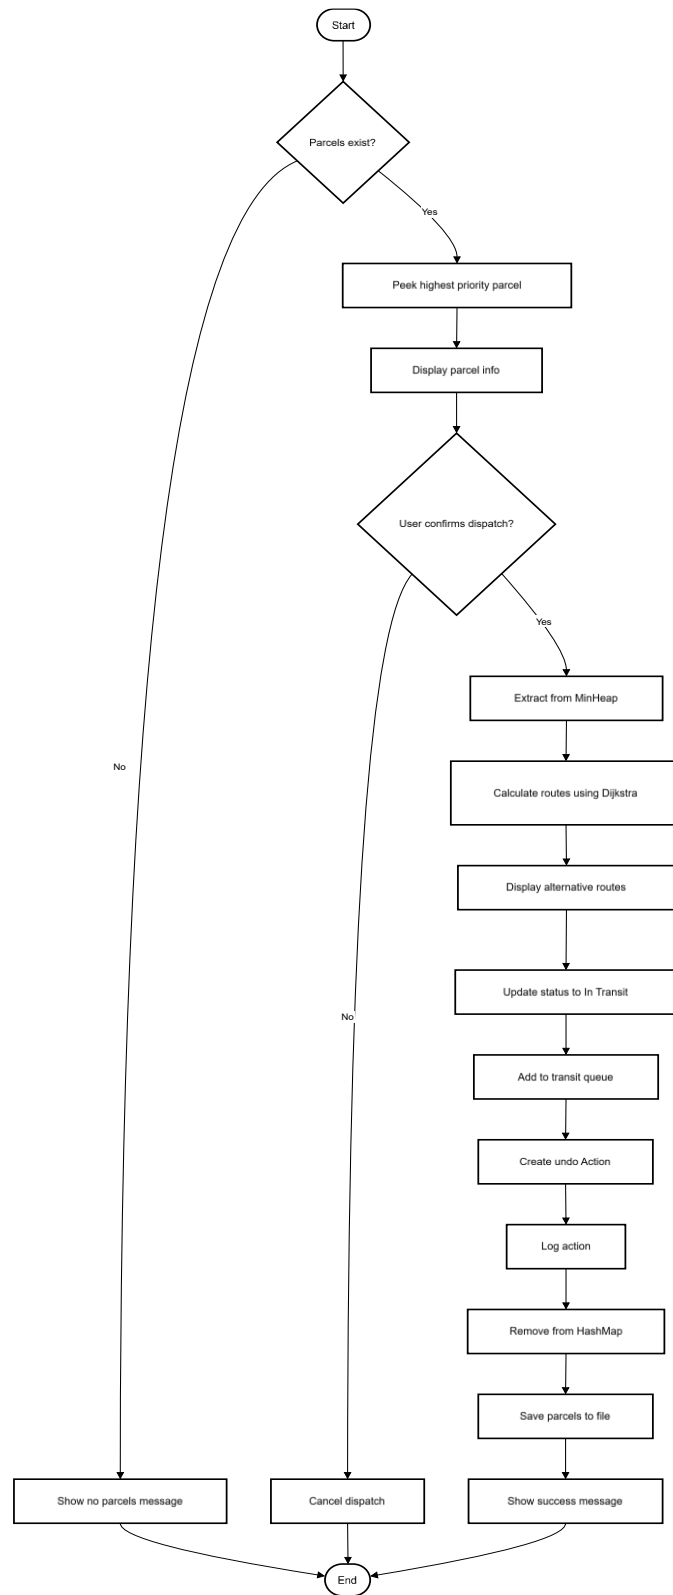 Start
Parcels exist?
Yes
Peek highest priority parcel
Display parcel info
User confirms dispatch?
Yes
Extract from MinHeap
No
Calculate routes using Dijkstra
Display alternative routes
Update status to In Transit
No
Add to transit queue
Create undo Action
Log action
Remove from HashMap
Save parcels to file
Show no parcels message
Cancel dispatch
Show success message
End